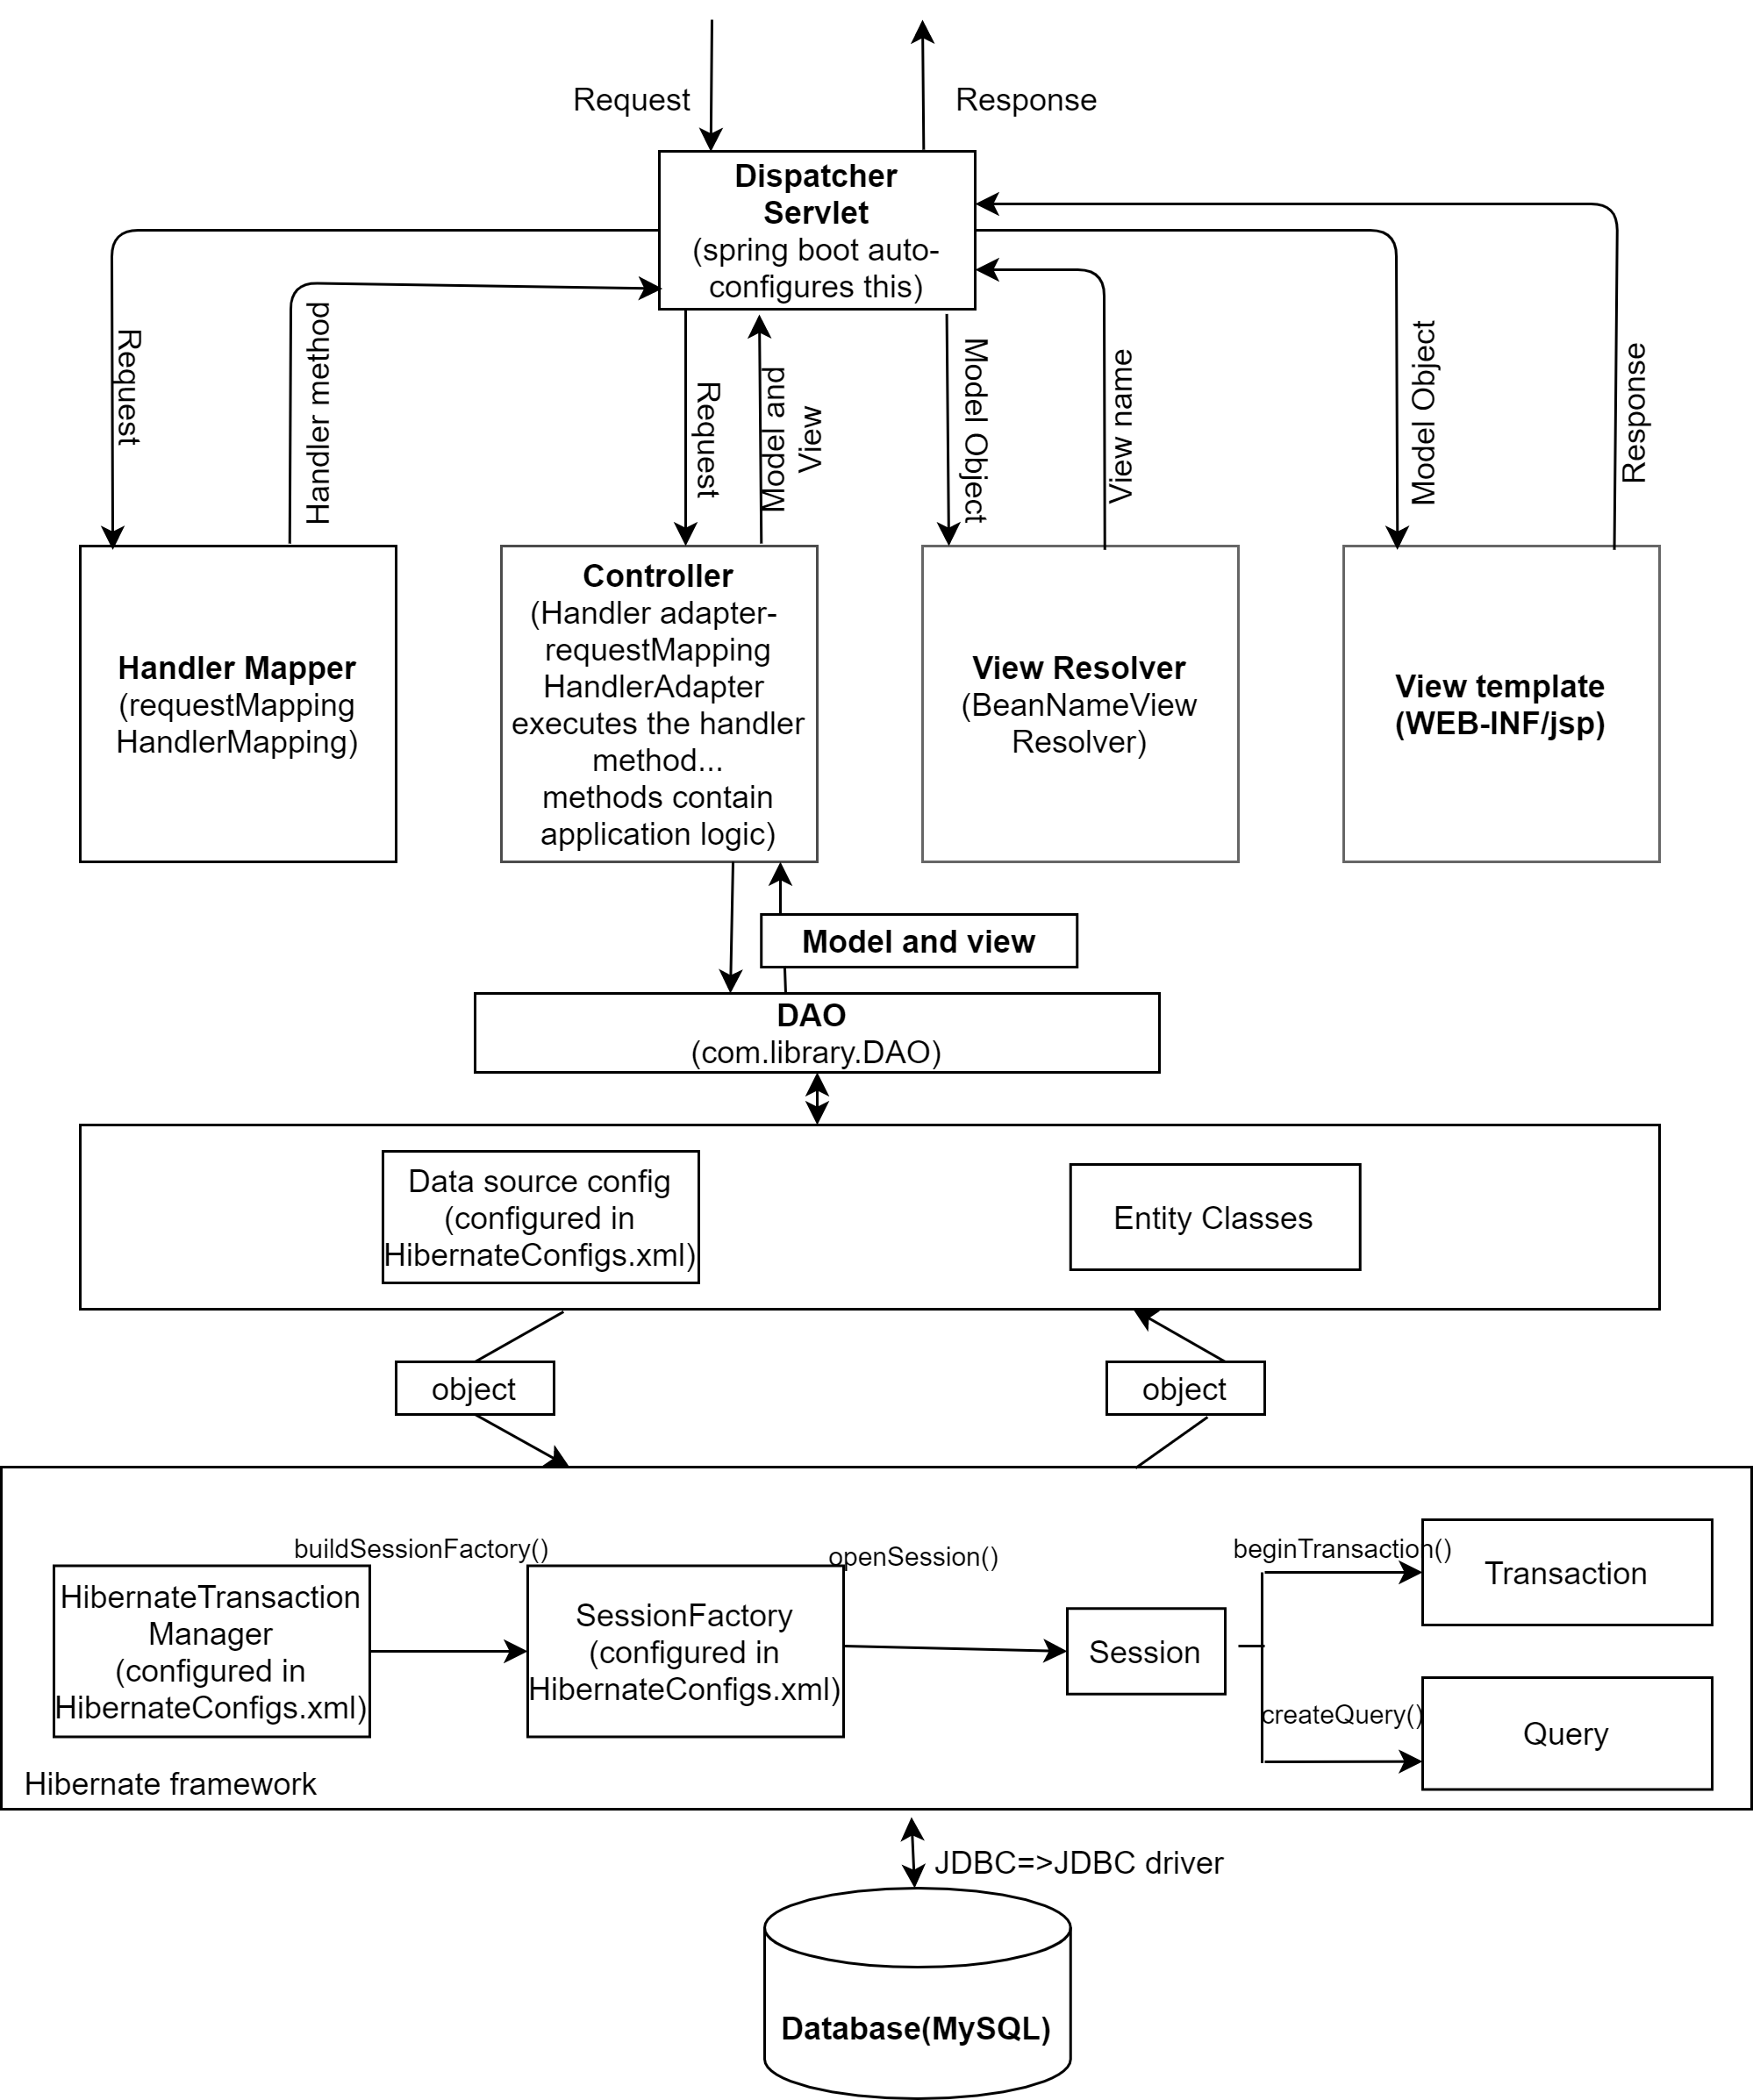 Request
Response
Dispatcher
Servlet
(spring boot auto-
configures this)
Request
Handler method
Request
Model and
View
Model Object
View name
Model Object
Response
Handler Mapper
(requestMapping
HandlerMapping)
Controller
(Handler adapter-
requestMapping
HandlerAdapter
executes the handler
method...
methods contain
application logic)
View Resolver
(BeanNameView
Resolver)
View template
(WEB-INF/jsp)
Model and view
DAO
(com.library.DAO)
Data source config
(configured in
HibernateConfigs.xml)
Entity Classes
object
object
buildSessionFactory()
openSession()
beginTransaction()
HibernateTransaction
Manager
(configured in
HibernateConfigs.xml)
SessionFactory
(configured in
HibernateConfigs.xml)
Session
Transaction
createQuery()
Query
Hibernate framework
JDBC=>JDBC driver
Database(MySQL)